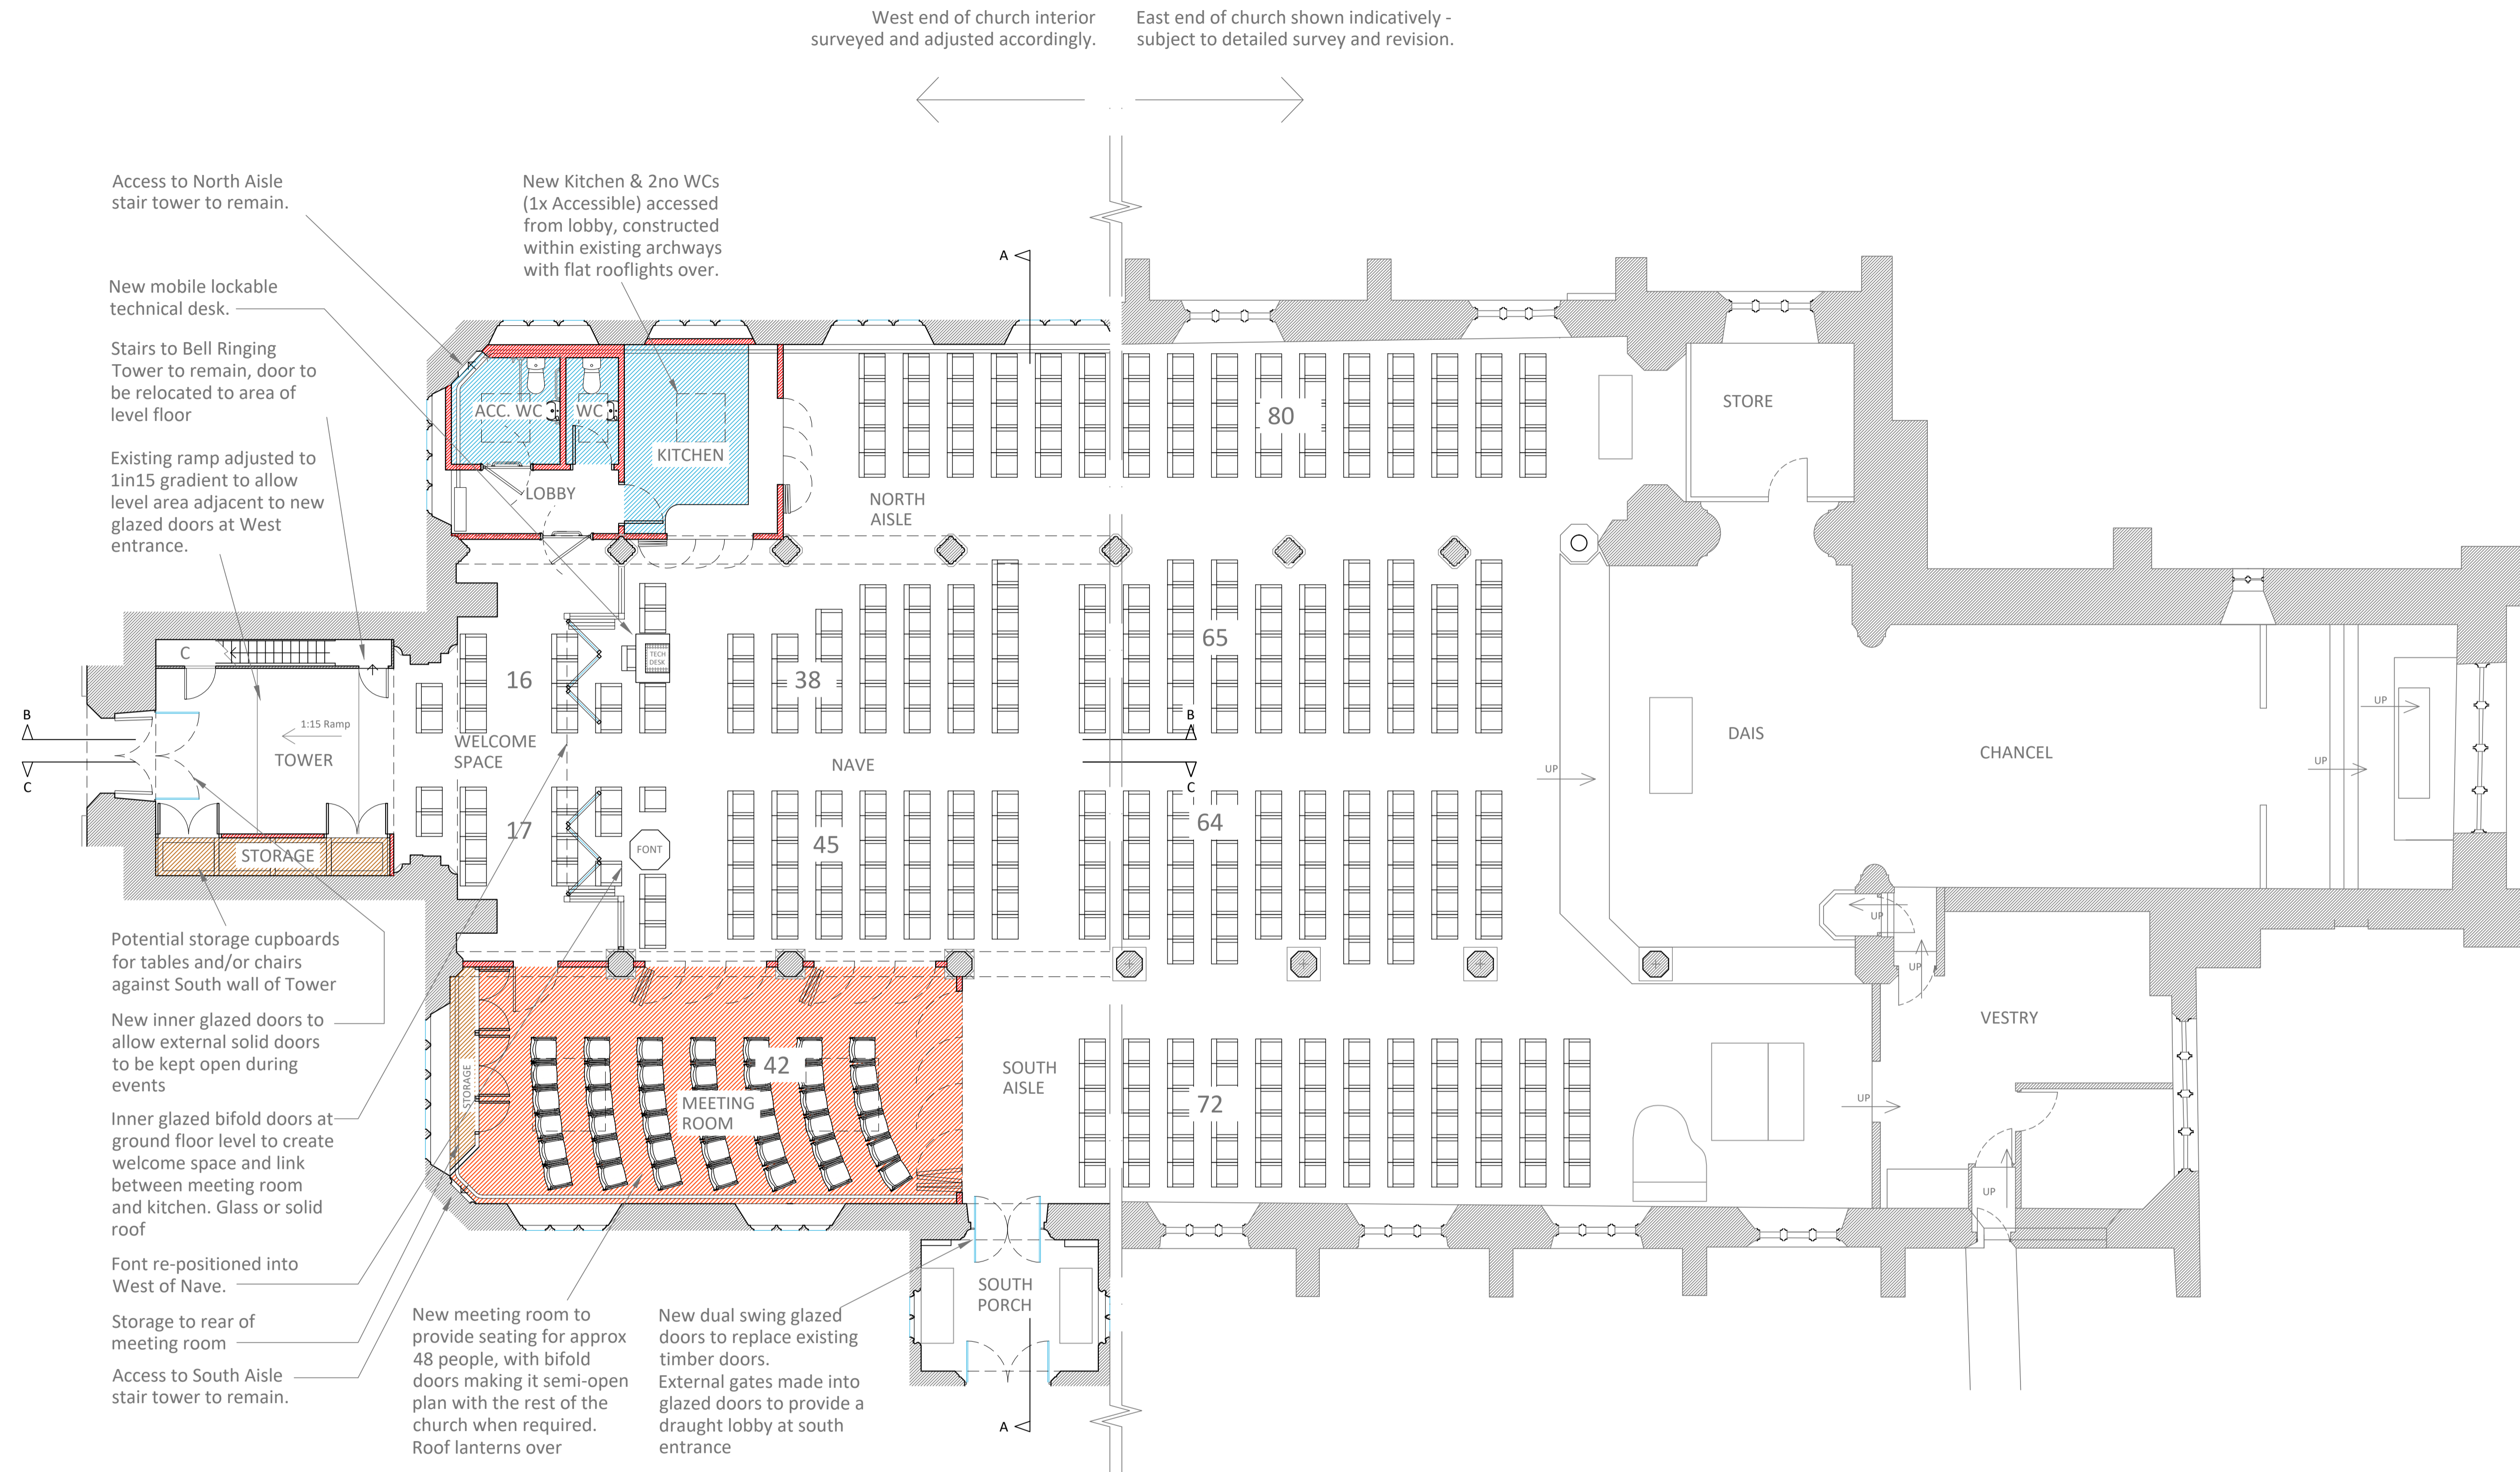 West end of church interior
surveyed and adjusted accordingly.
East end of church shown indicatively -
subject to detailed survey and revision.
Access to North Aisle
stair tower to remain.
New Kitchen & 2no WCs
(1x Accessible) accessed
from lobby, constructed
within existing archways
with flat rooflights over.
New mobile lockable
technical desk.
Stairs to Bell Ringing
Tower to remain, door to
be relocated to area of
level floor
Existing ramp adjusted to
1in15 gradient to allow
level area adjacent to new
glazed doors at West
entrance.
A
ACC. WC
WC
KITCHEN
LOBBY
80
STORE
NORTH
AISLE
C
TECH
DESK
16
38
65
B
1:15 Ramp
TOWER
C
WELCOME
SPACE
NAVE
B
C
UP
DAIS
CHANCEL
UP
UP
17
45
FONT
64
STORAGE
UP
UP
Potential storage cupboards
for tables and/or chairs
against South wall of Tower
New inner glazed doors to
allow external solid doors
to be kept open during
events
Inner glazed bifold doors at
ground floor level to create
welcome space and link
between meeting room
and kitchen. Glass or solid
roof
Font re-positioned into
West of Nave.
Storage to rear of
meeting room
Access to South Aisle
stair tower to remain.
STORAGE
42
MEETING
ROOM
SOUTH
AISLE
72
VESTRY
UP
UP
SOUTH
PORCH
New meeting room to
provide seating for approx
48 people, with bifold
doors making it semi-open
plan with the rest of the
church when required.
Roof lanterns over
New dual swing glazed
doors to replace existing
timber doors.
External gates made into
glazed doors to provide a
draught lobby at south
entrance
A